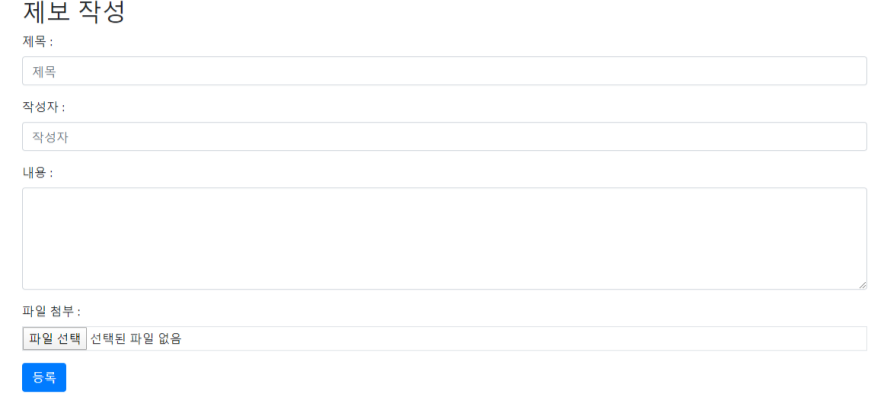 제보 작성
제목 :
제목
작성자 :
작성자
내용 :
파일 첨부 :
파일 선택 선택된 파일 없음
등록